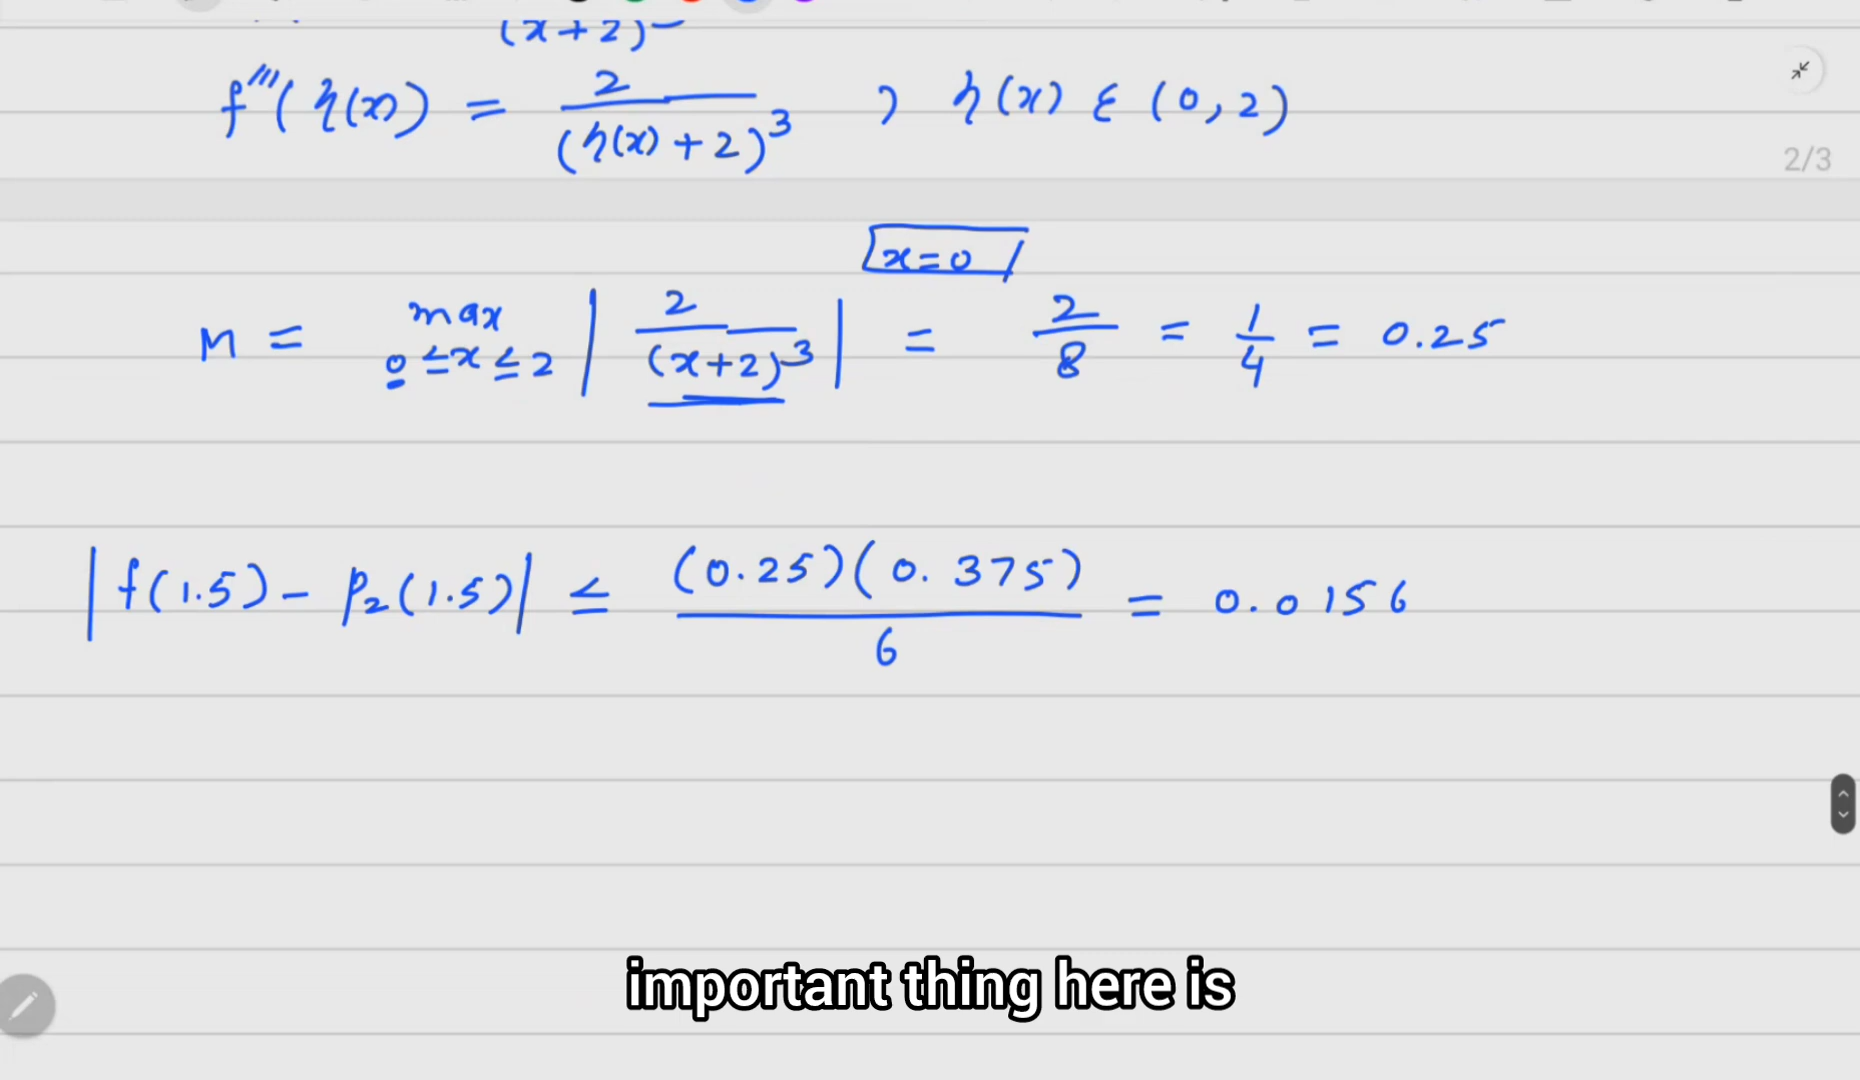 (x+2)
f'''(η(x)) = 2/(η(x)+2)³ , η(x) ε (0,2)
2/3
x=0
M = max 0≤x≤2 | 2/(x+2)³ | = 2/8 = 1/4 = 0.25
|f(1.5) - P₂(1.5)| ≤ (0.25)(0.375)/6 = 0.0156
important thing here is